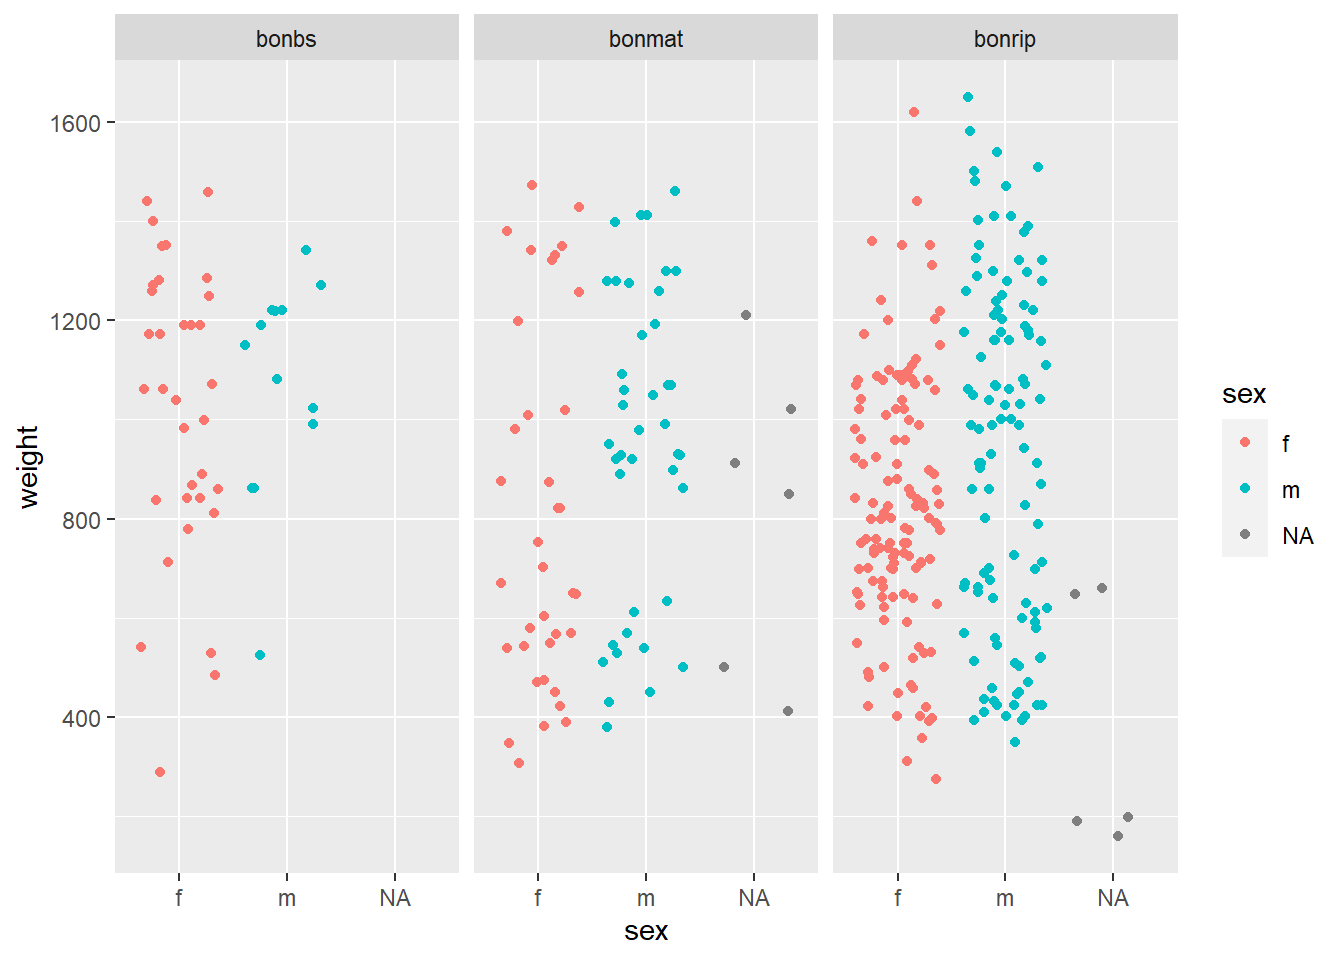 bonbs bonmat bonrip
1600
1200
800
400
weight
f m NA f m NA f m NA
sex
sex
f
m
NA